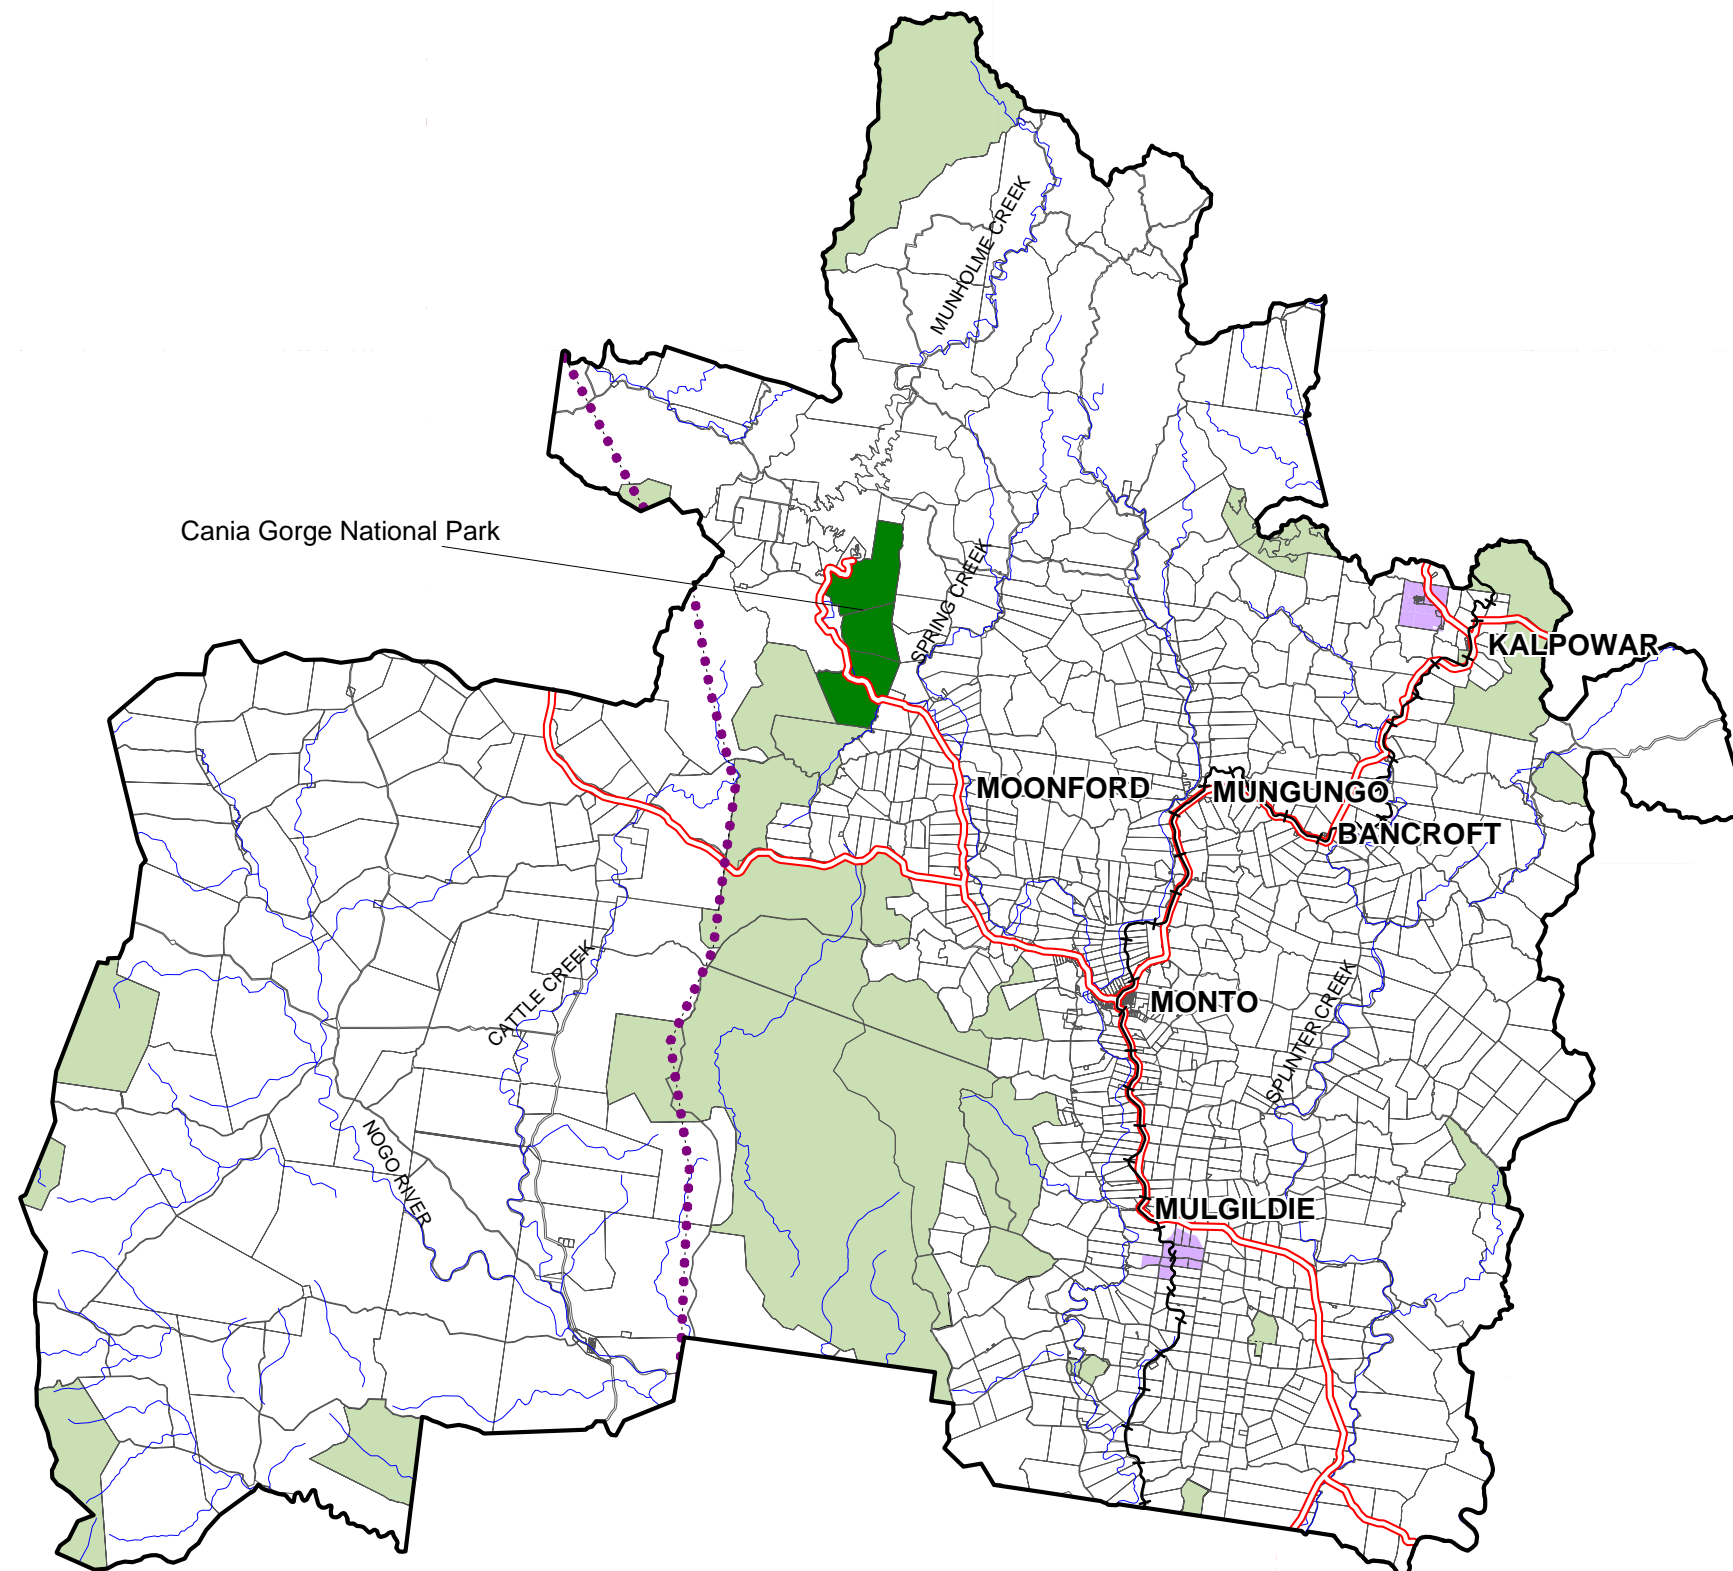 MUNHOLME CREEK
Cania Gorge National Park
SPRING CREEK
KALPOWAR
MOONFORD
MUNGUNGO
BANCROFT
CATTLE CREEK
MONTO
SPLINTER CREEK
NOGO RIVER
MULGILDIE